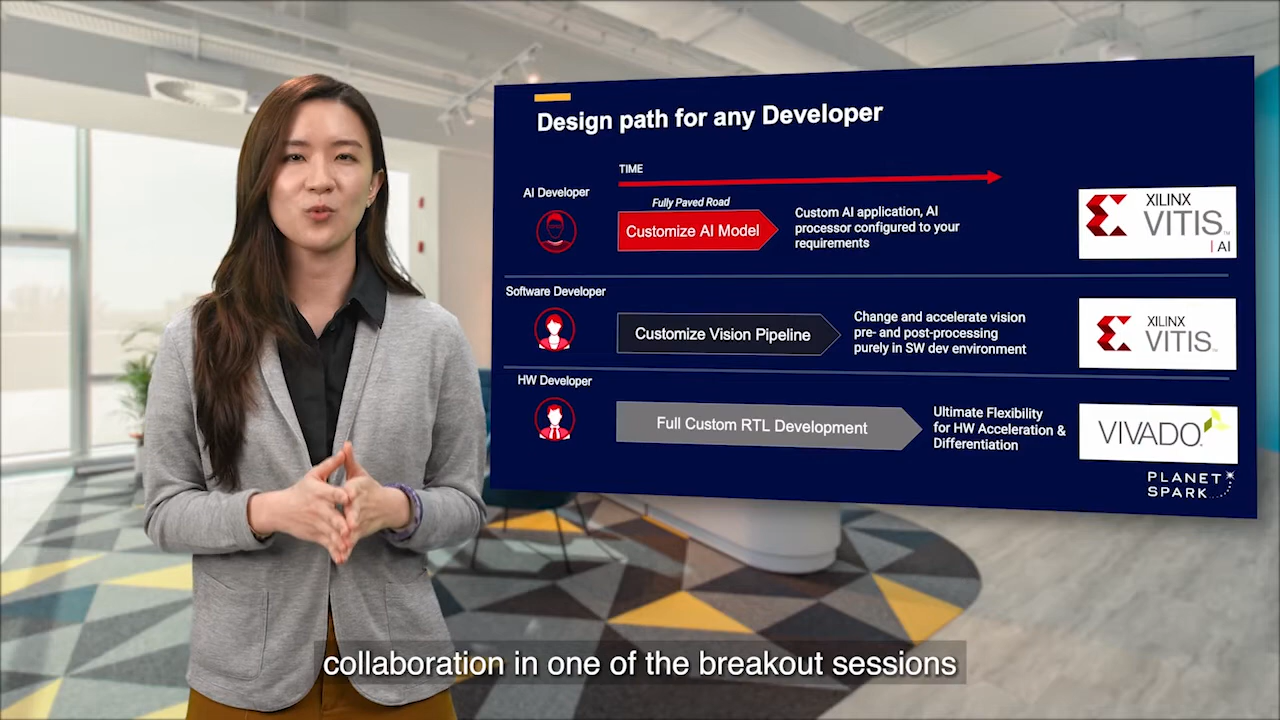 Design path for any Developer
TIME
AI Developer
Fully Paved Road
Customize AI Model
Custom AI application, AI
processor configured to your
requirements
XILINX
VITIS™
| AI
Software Developer
Customize Vision Pipeline
Change and accelerate vision
pre- and post-processing
purely in SW dev environment
XILINX
VITIS™
HW Developer
Full Custom RTL Development
Ultimate Flexibility
for HW Acceleration &
Differentiation
VIVADO
PLANET
SPARK
collaboration in one of the breakout sessions